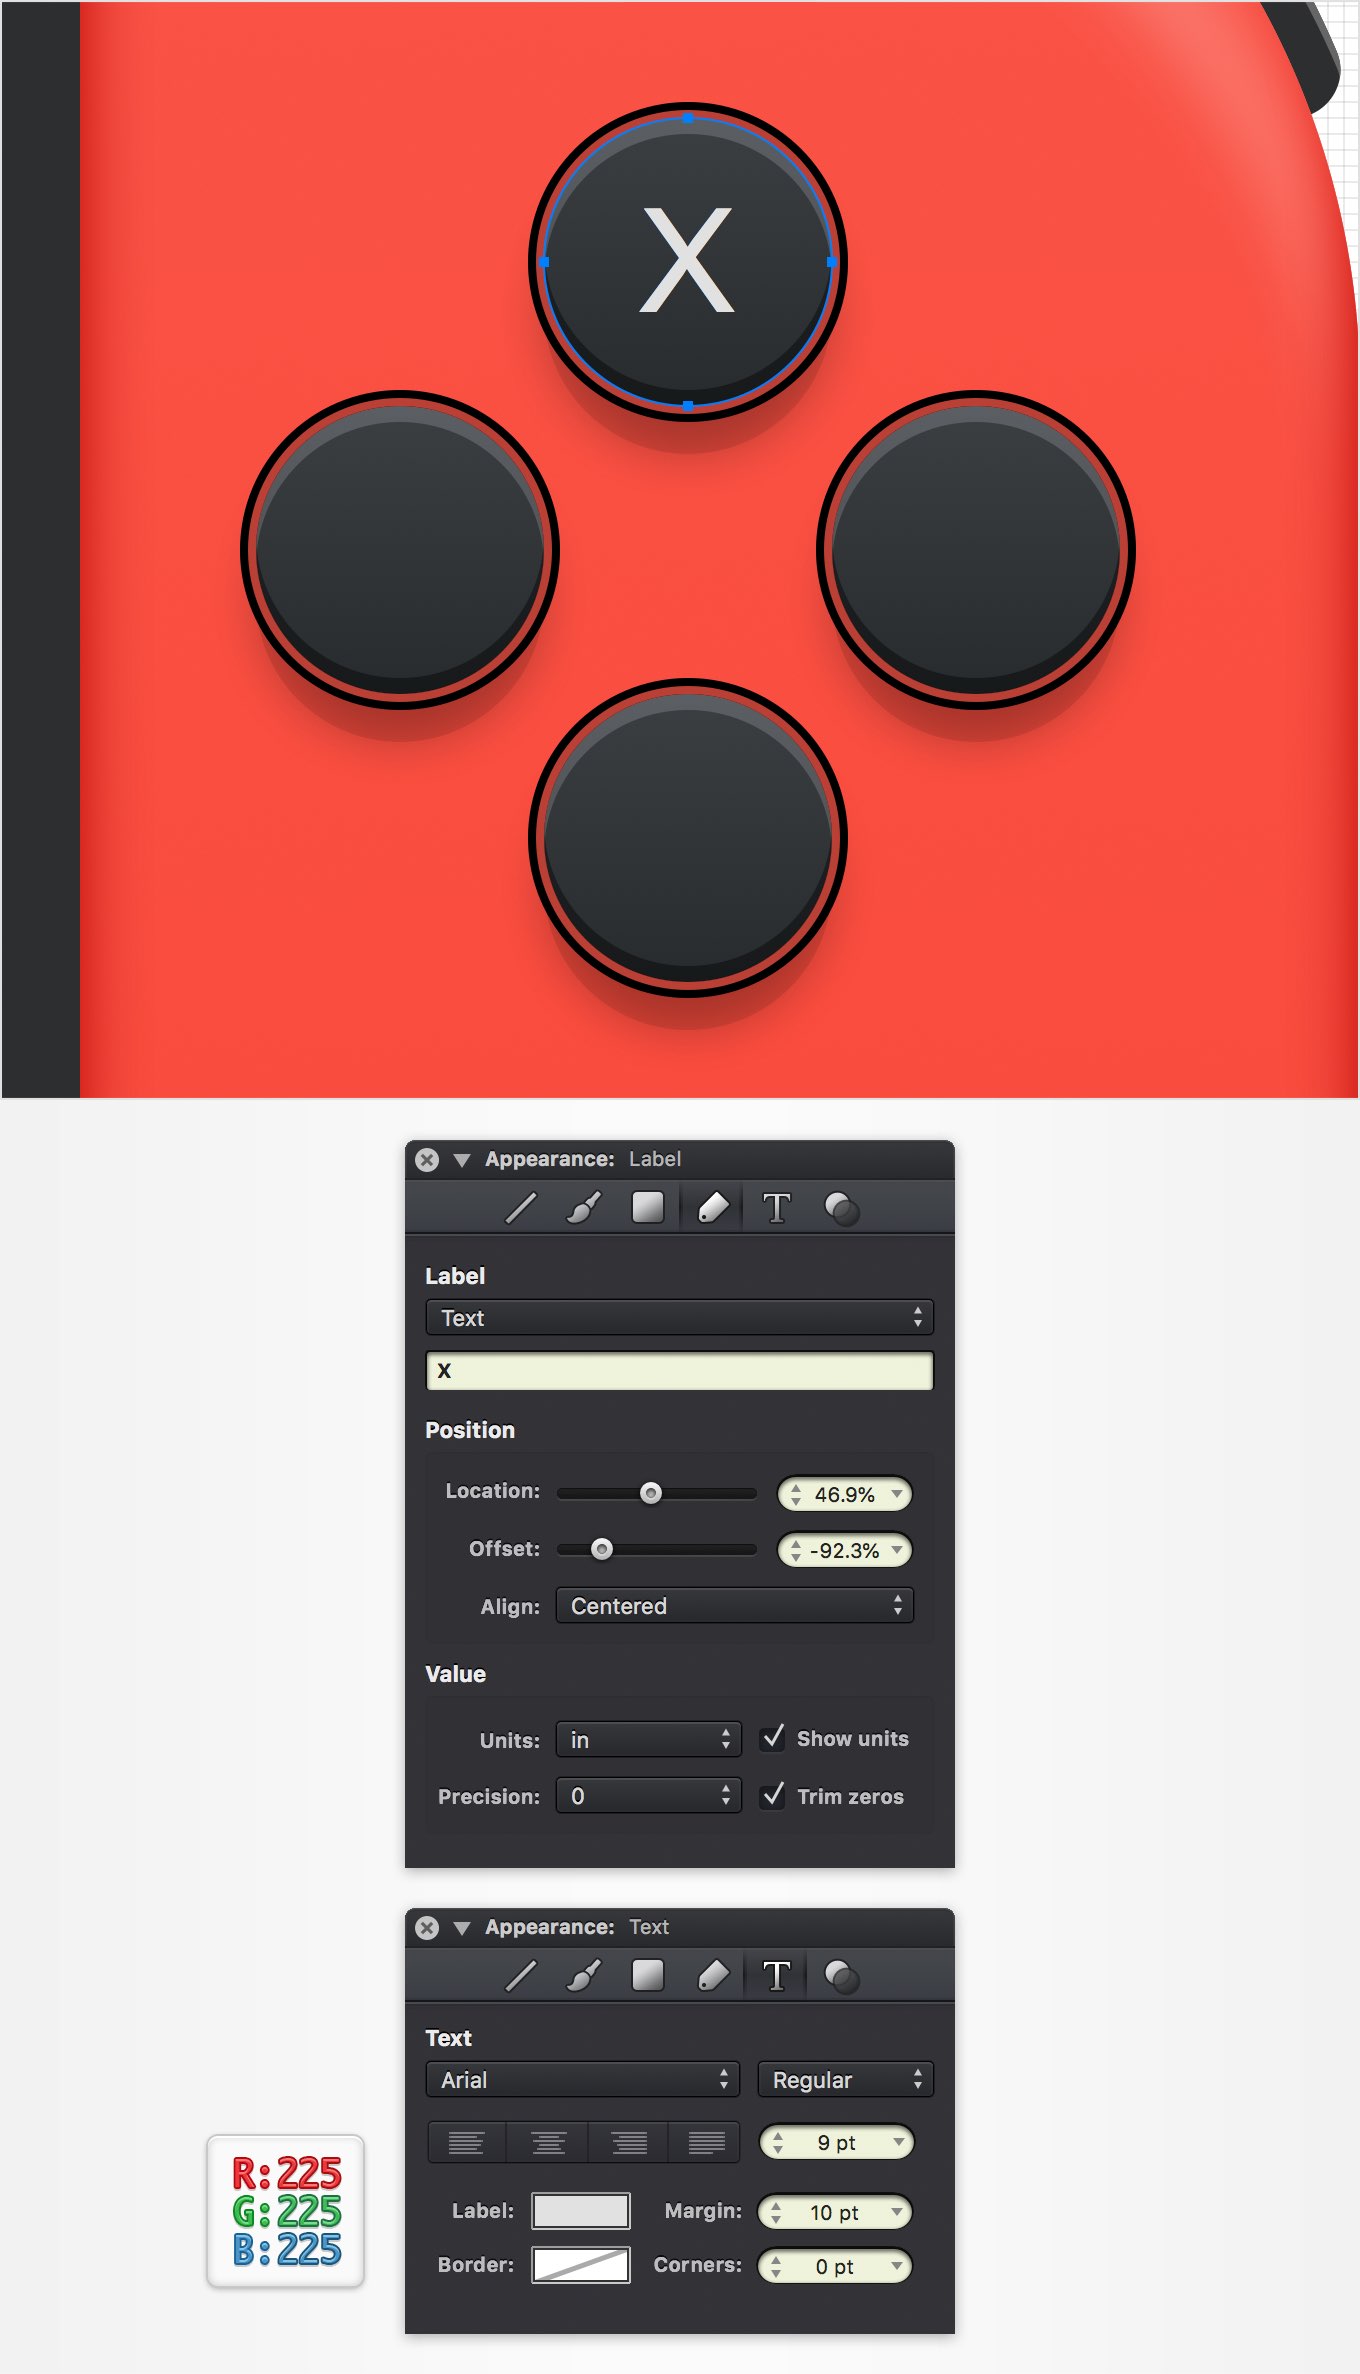 X
Appearance: Label
Label
Text
X
Position
Location: 46.9%
Offset: -92.3%
Align: Centered
Value
Units: in Show units
Precision: 0 Trim zeros
Appearance: Text
T
Text
Arial Regular
9 pt
Label: Margin: 10 pt
Border: Corners: 0 pt
R:225
G:225
B:225